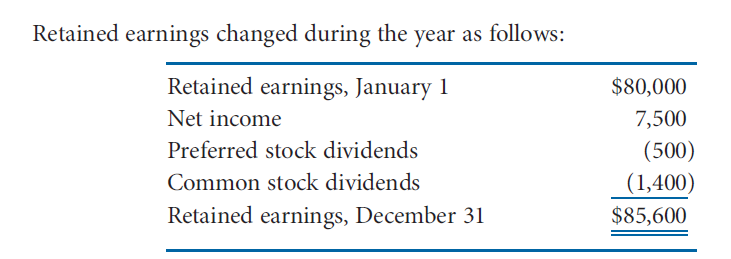 Retained earnings changed during the year as follows:
Retained earnings, January 1 $80,000
Net income 7,500
Preferred stock dividends (500)
Common stock dividends (1,400)
Retained earnings, December 31 $85,600